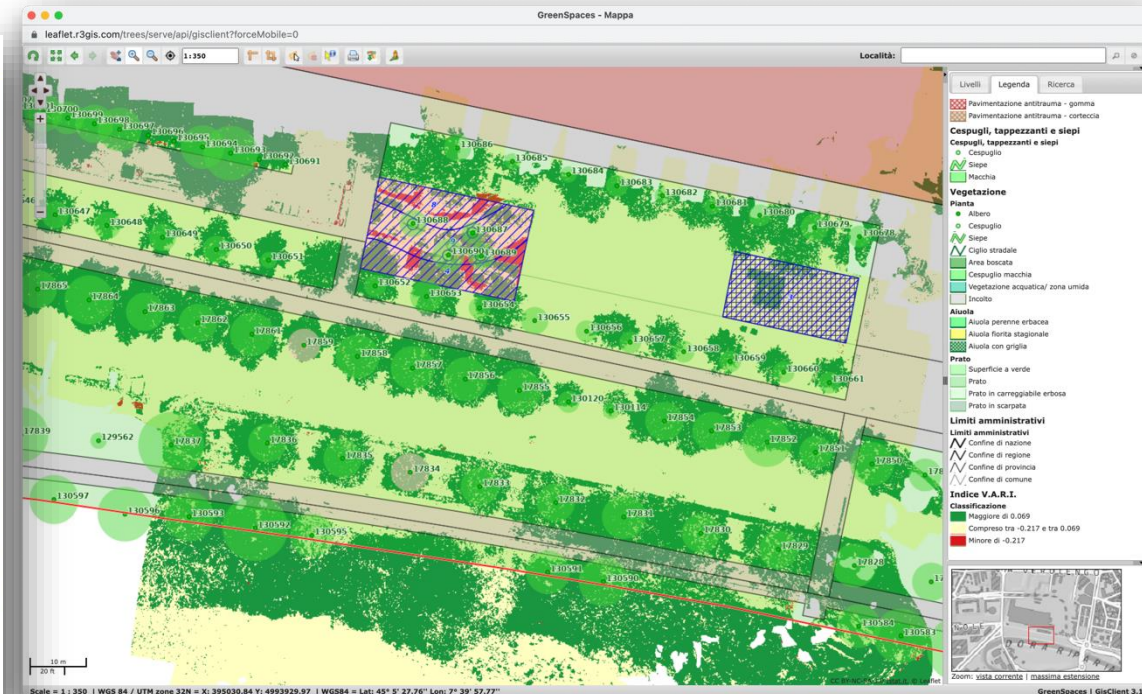 GreenSpaces - Mappa
leaflet.r3gis.com/trees/serve/api/gisclient?forceMobile=0
1:350
Località:
130700
130699
130698
130697
130696
130695
130694
130693
130692
130691
130686
130685
130684
130683
130682
130681
130680
130679
130678
130688
130687
130690
130689
130647
130648
130649
130650
130651
130652
130653
130654
130655
130656
130657
130658
130659
130660
130661
17865
17864
17863
17862
17861
17859
17858
17857
17856
17855
130120
130114
17854
17853
17852
17851
17850
17839
129562
17837
17836
17835
17834
17833
17832
17831
17830
17829
17828
130597
130596
130593
130592
130595
130591
130590
130584
130583
10 m
20 ft
Livelli
Legenda
Ricerca
Pavimentazione antitrauma - gomma
Pavimentazione antitrauma - corteccia
Cespugli, tappezzanti e siepi
Cespugli, tappezzanti e siepi
Cespuglio
Siepe
Macchia
Vegetazione
Pianta
Albero
Cespuglio
Siepe
Ciglio stradale
Area boscata
Cespuglio macchia
Vegetazione acquatica/ zona umida
Incolto
Aiuola
Aiuola perenne erbacea
Aiuola fiorita stagionale
Aiuola con griglia
Prato
Superficie a verde
Prato
Prato in carreggiabile erbosa
Prato in scarpata
Limiti amministrativi
Limiti amministrativi
Confine di nazione
Confine di regione
Confine di provincia
Confine di comune
Indice V.A.R.I.
Classificazione
Maggiore di 0.069
Compreso tra -0.217 e tra 0.069
Minore di -0.217
Zoom: vista corrente | massima estensione
Scale = 1 : 350 | WGS 84 / UTM zone 32N = X: 395030.84 Y: 4993929.97 | WGS84 = Lat: 45° 5' 27.76'' Lon: 7° 39' 57.77''